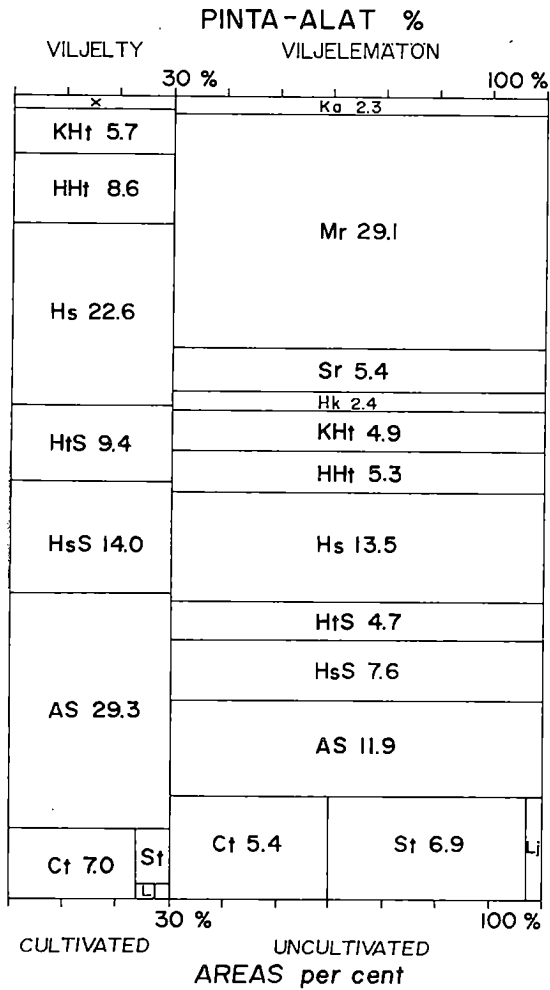 PINTA-ALAT %
VILJELTY VILJELEMÄTÖN
30 % 100 %
x
KHt 5.7
HHt 8.6
Hs 22.6
HtS 9.4
HsS 14.0
AS 29.3
Ct 7.0
St
L
Ka 2.3
Mr 29.1
Sr 5.4
Hk 2.4
KHt 4.9
HHt 5.3
Hs 13.5
HtS 4.7
HsS 7.6
AS 11.9
Ct 5.4
St 6.9
Lj
30 % 100 %
CULTIVATED UNCULTIVATED
AREAS per cent